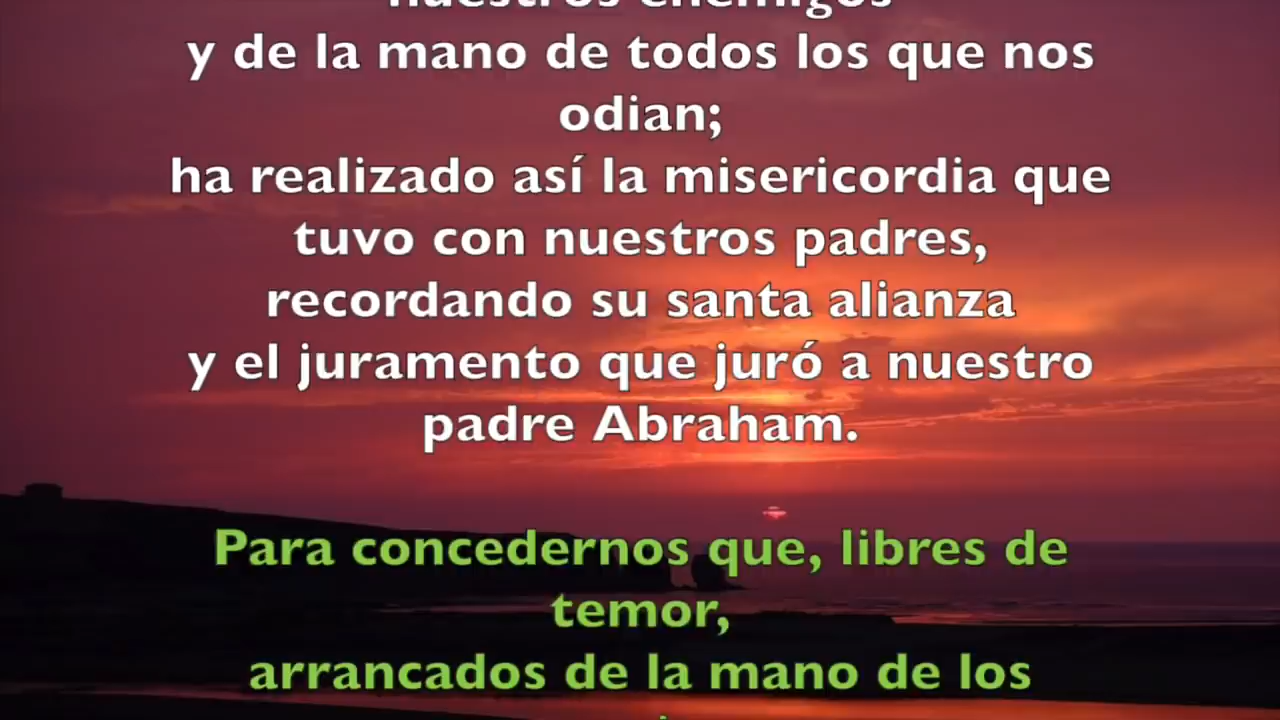 nuestros enemigos
y de la mano de todos los que nos
odian;
ha realizado así la misericordia que
tuvo con nuestros padres,
recordando su santa alianza
y el juramento que juró a nuestro
padre Abraham.
Para concedernos que, libres de
temor,
arrancados de la mano de los